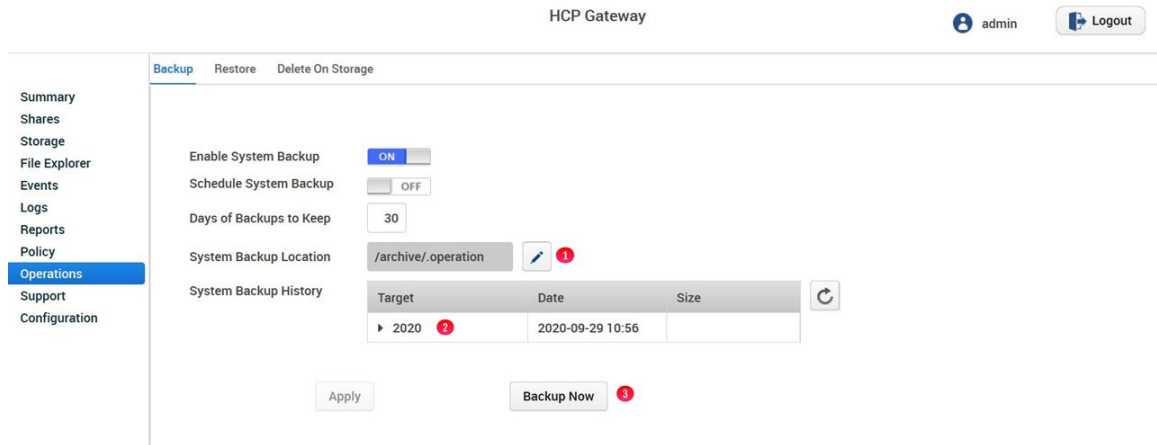 HCP Gateway
admin
Logout
Backup Restore Delete On Storage
Summary
Shares
Storage
File Explorer
Events
Logs
Reports
Policy
Operations
Support
Configuration
Enable System Backup ON
Schedule System Backup OFF
Days of Backups to Keep 30
System Backup Location /archive/.operation 1
System Backup History
Target Date Size
2020 2 2020-09-29 10:56
Apply Backup Now 3